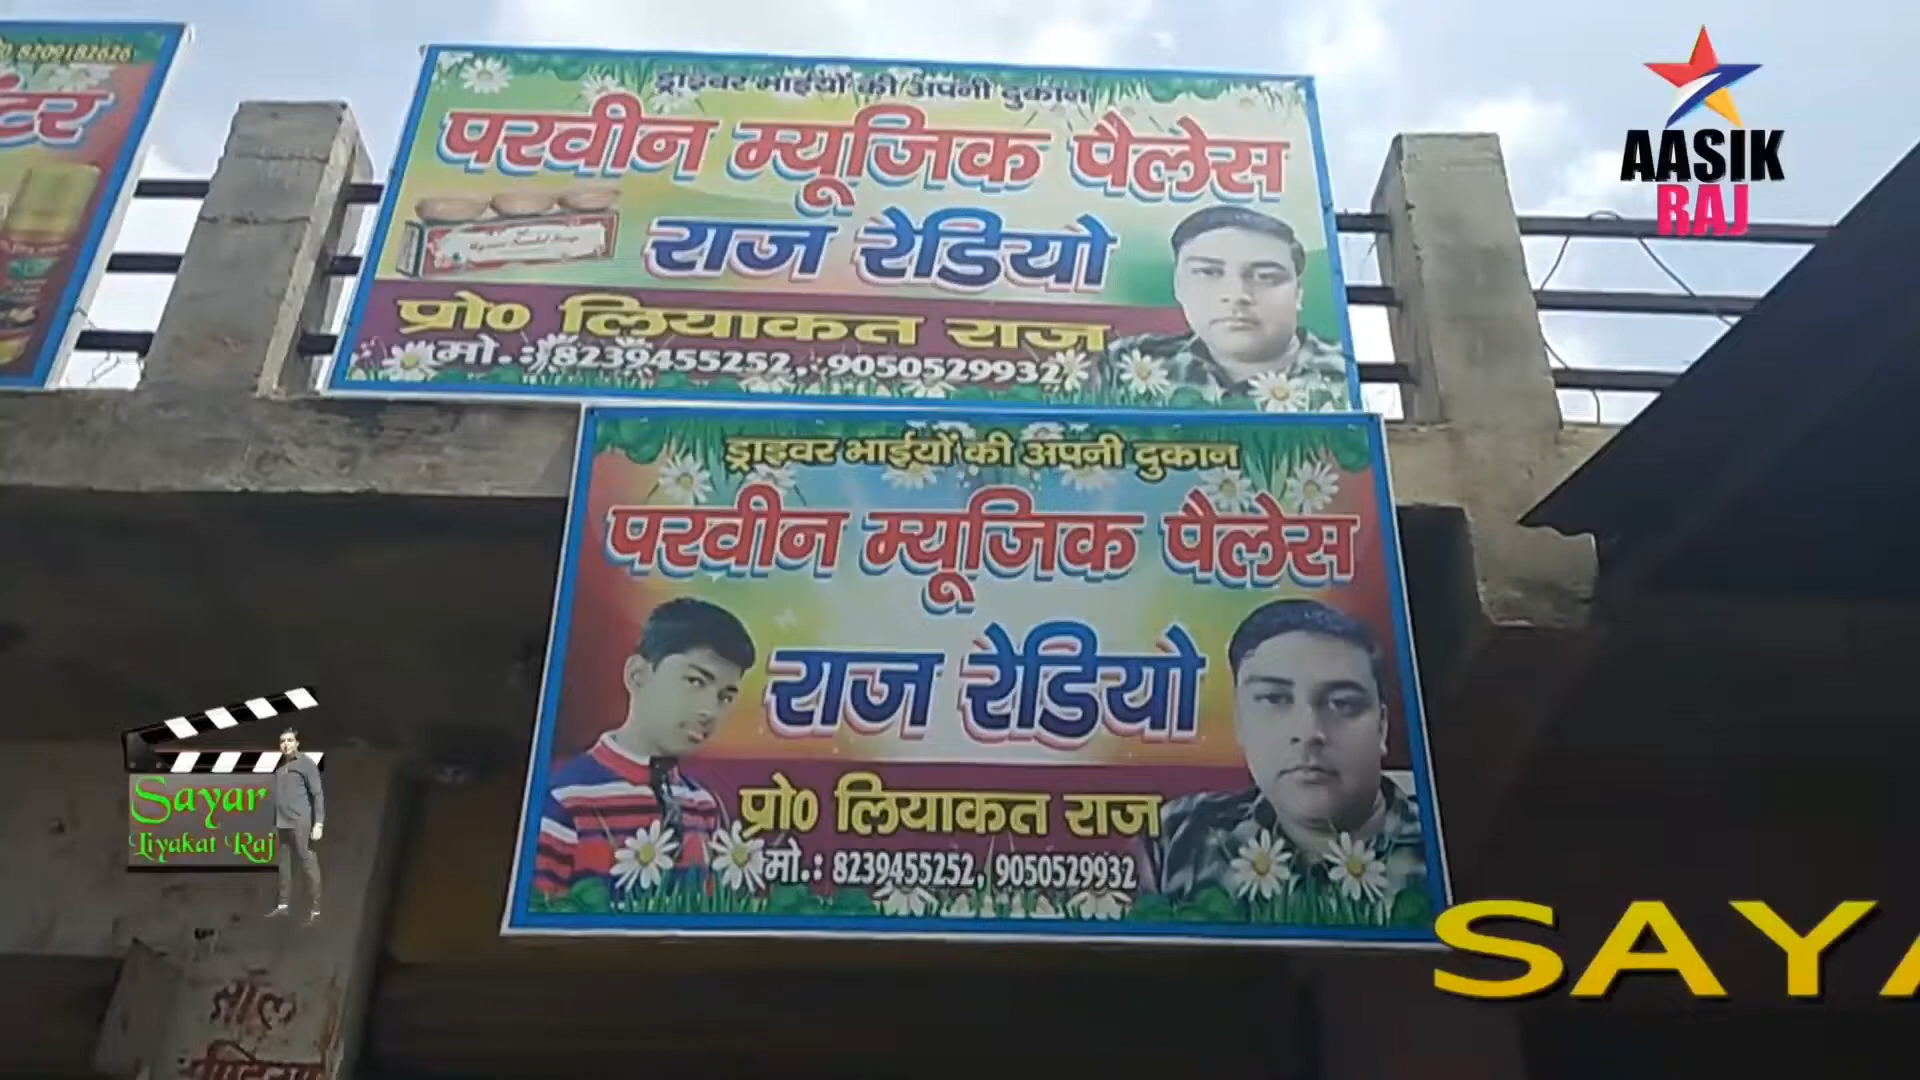 8209182626
ड्राइवर भाईयों की अपनी दुकान
परवीन म्यूजिक पैलेस
राज रेडियो
प्रो० लियाकत राज
मो.: 8239455252, 9050529932
AASIK
RAJ
ड्राइवर भाईयों की अपनी दुकान
परवीन म्यूजिक पैलेस
राज रेडियो
प्रो० लियाकत राज
मो.: 8239455252, 9050529932
Sayar
Liyakat Raj
SAYA